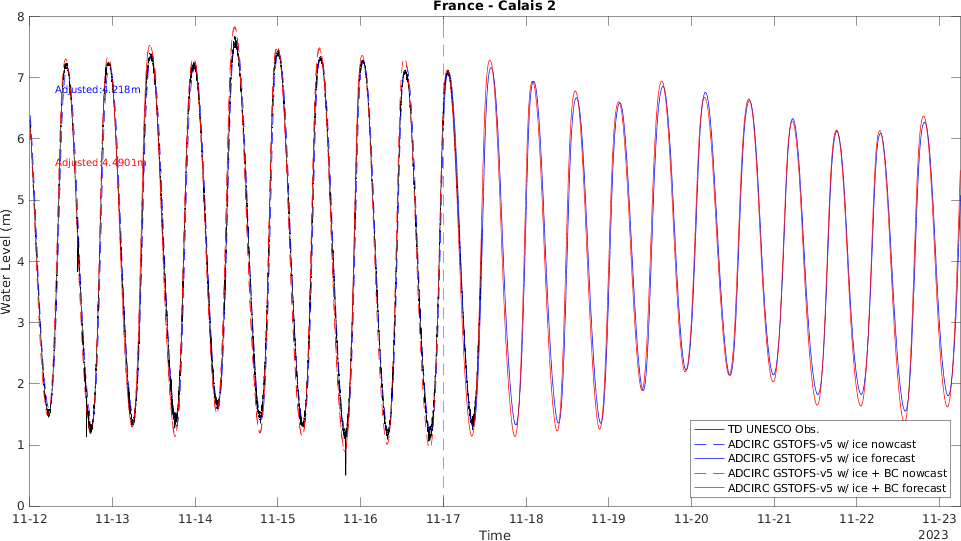 France - Calais 2
8
7
6
5
4
3
2
1
0
Water Level (m)
Adjusted:4.218m
Adjusted:4.4901m
TD UNESCO Obs.
ADCIRC GSTOFS-v5 w/ ice nowcast
ADCIRC GSTOFS-v5 w/ ice forecast
ADCIRC GSTOFS-v5 w/ ice + BC nowcast
ADCIRC GSTOFS-v5 w/ ice + BC forecast
11-12 11-13 11-14 11-15 11-16 11-17 11-18 11-19 11-20 11-21 11-22 11-23
Time
2023